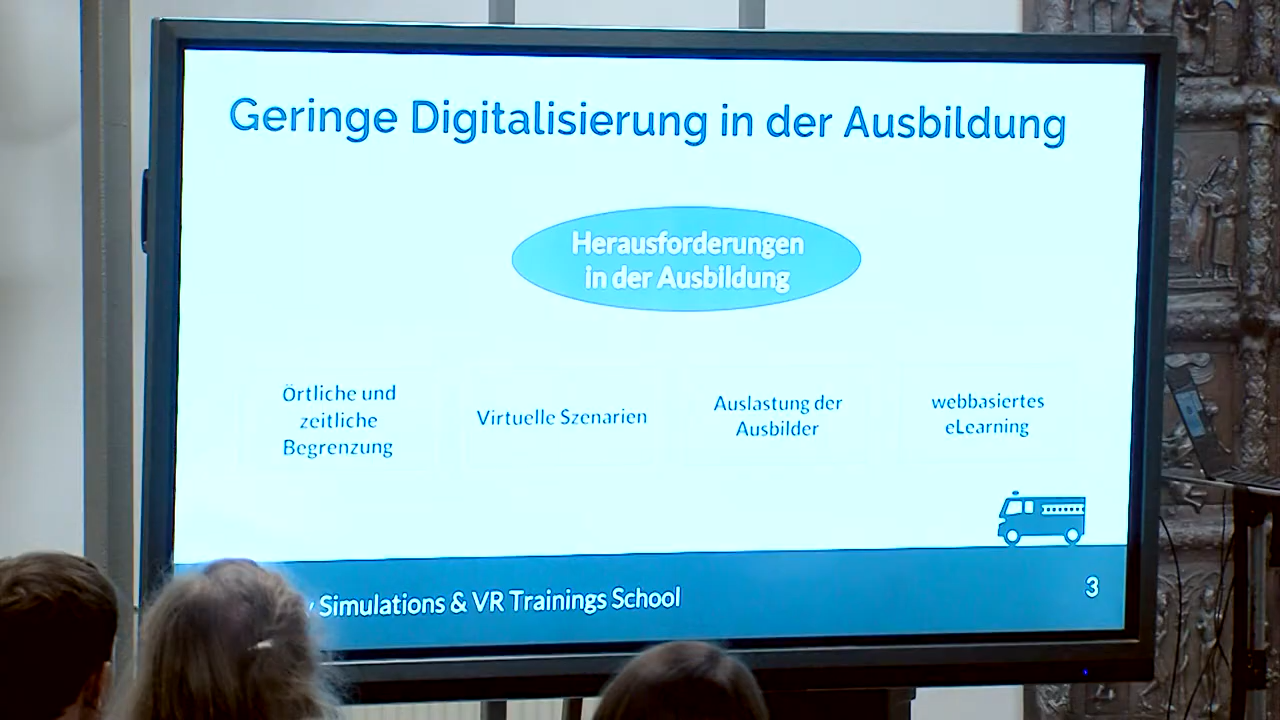 Geringe Digitalisierung in der Ausbildung
Herausforderungen
in der Ausbildung
Örtliche und
zeitliche
Begrenzung
Virtuelle Szenarien
Auslastung der
Ausbilder
webbasiertes
eLearning
Simulations & VR Trainings School
3